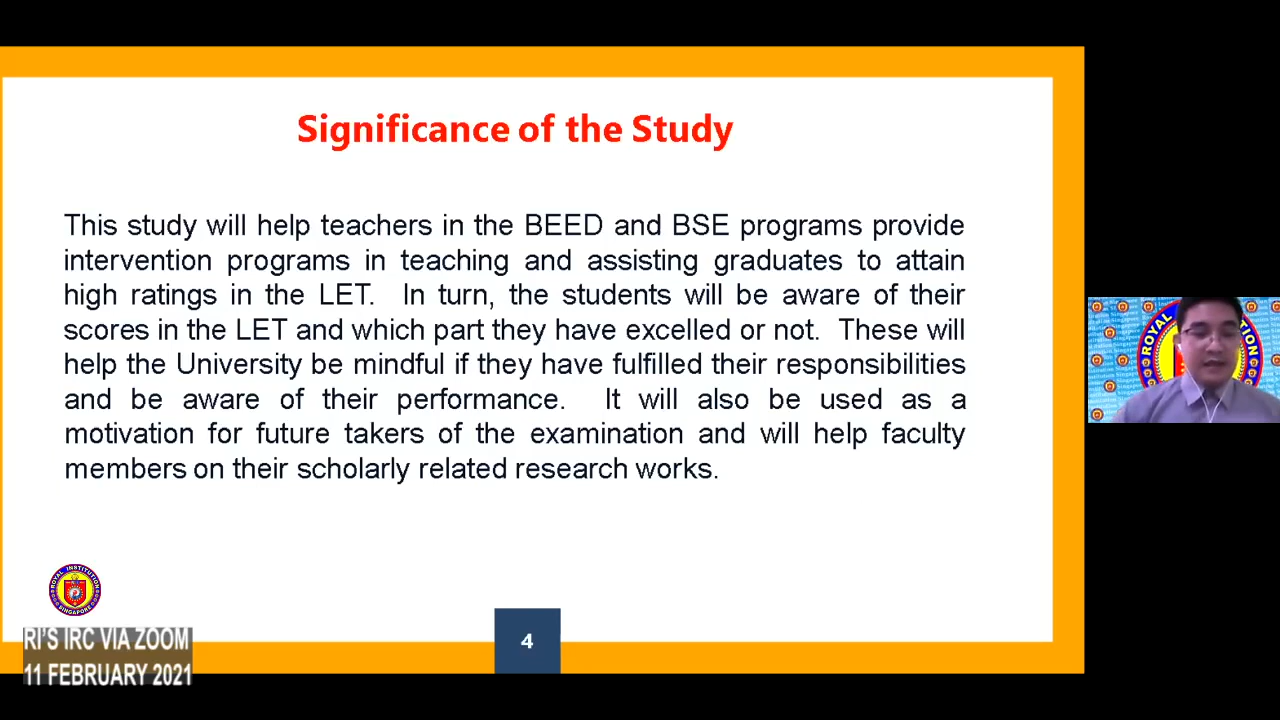 Significance of the Study
This study will help teachers in the BEED and BSE programs provide
intervention programs in teaching and assisting graduates to attain
high ratings in the LET. In turn, the students will be aware of their
scores in the LET and which part they have excelled or not. These will
help the University be mindful if they have fulfilled their responsibilities
and be aware of their performance. It will also be used as a
motivation for future takers of the examination and will help faculty
members on their scholarly related research works.
ROYAL INSTITUTION
SINGAPORE
4
RI'S IRC VIA ZOOM
11 FEBRUARY 2021